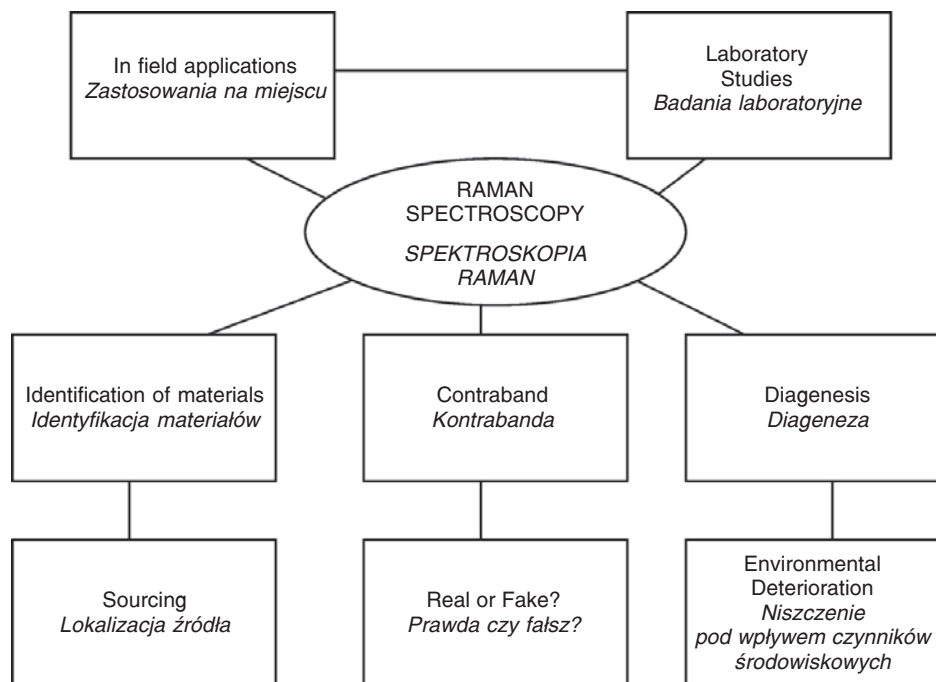 In field applications
Zastosowania na miejscu
Laboratory
Studies
Badania laboratoryjne
RAMAN
SPECTROSCOPY
SPEKTROSKOPIA
RAMAN
Identification of materials
Identyfikacja materiałów
Contraband
Kontrabanda
Diagenesis
Diageneza
Sourcing
Lokalizacja źródła
Real or Fake?
Prawda czy fałsz?
Environmental
Deterioration
Niszczenie
pod wpływem czynników
środowiskowych